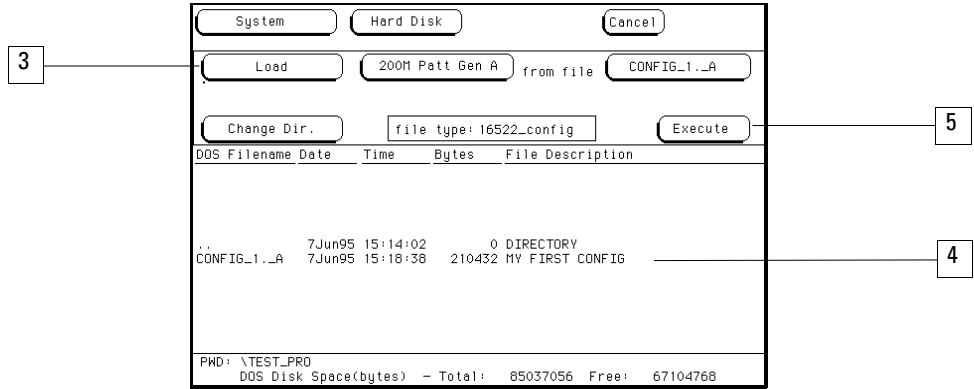 System Hard Disk Cancel
3 Load 200M Patt Gen A from file CONFIG_1._A
Change Dir. file type: 16522_config Execute 5
DOS Filename Date Time Bytes File Description
.. 7Jun95 15:14:02 0 DIRECTORY
CONFIG_1._A 7Jun95 15:18:38 210432 MY FIRST CONFIG 4
PWD: \TEST_PRO
DOS Disk Space(bytes) - Total: 85037056 Free: 67104768